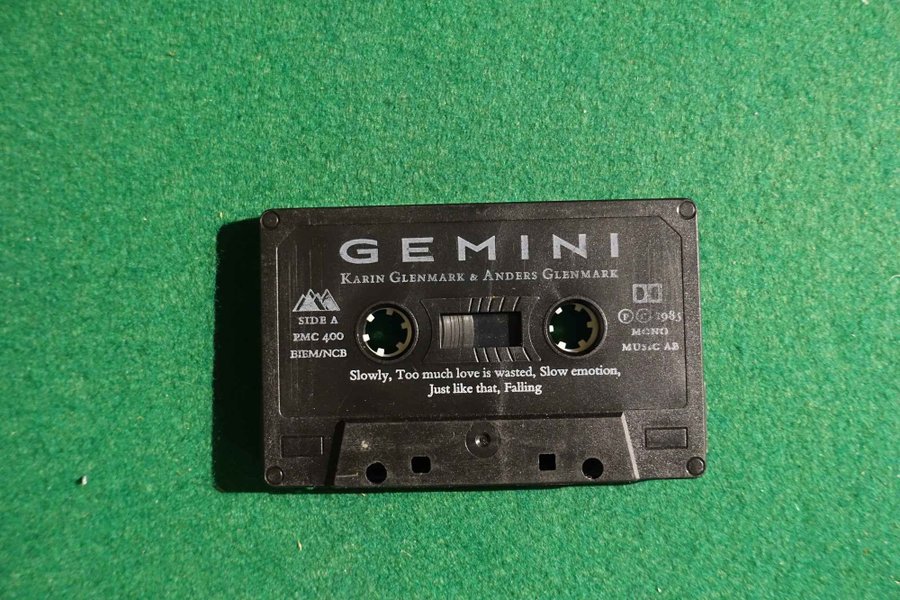 GEMINI
KARIN GLENMARK & ANDERS GLENMARK
SIDE A
PMC 400
BIEM/NCB
Ⓟ Ⓒ 1985
MONO
MUSIC AB
Slowly, Too much love is wasted, Slow emotion,
Just like that, Falling